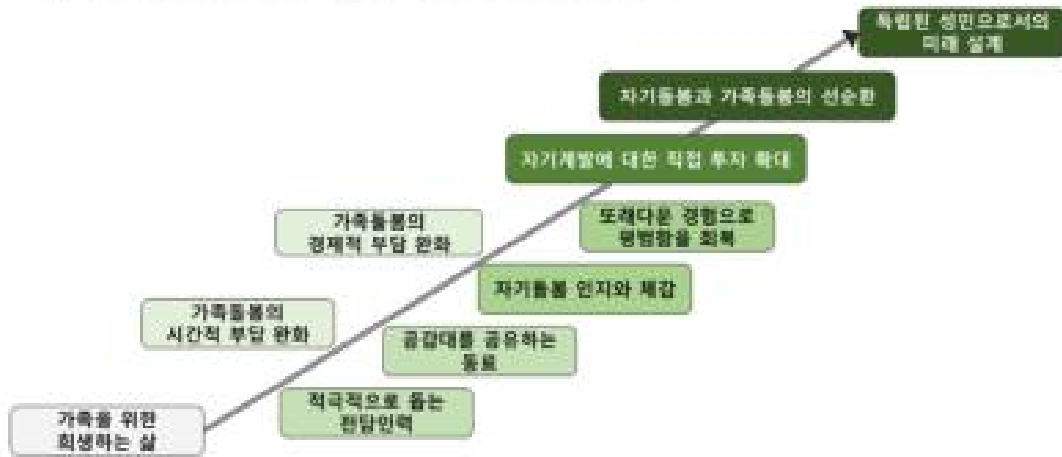 독립된 성인으로서의
미래 설계
자기돌봄과 가족돌봄의 선순환
자기계발에 대한 직접 투자 확대
가족돌봄의
경제적 부담 완화
또래다운 경험으로
평범함을 회복
자기돌봄 인지와 체감
가족돌봄의
시간적 부담 완화
공감대를 공유하는
동료
적극적으로 돕는
전담인력
가족을 위한
희생하는 삶